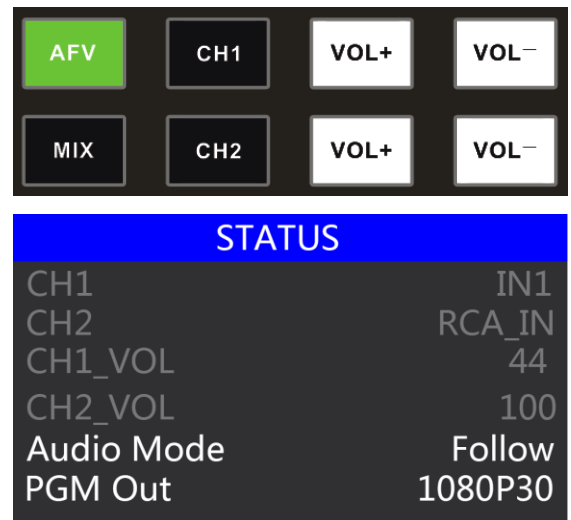 AFV CH1 VOL+ VOL—
MIX CH2 VOL+ VOL—
STATUS
CH1 IN1
CH2 RCA_IN
CH1_VOL 44
CH2_VOL 100
Audio Mode Follow
PGM Out 1080P30